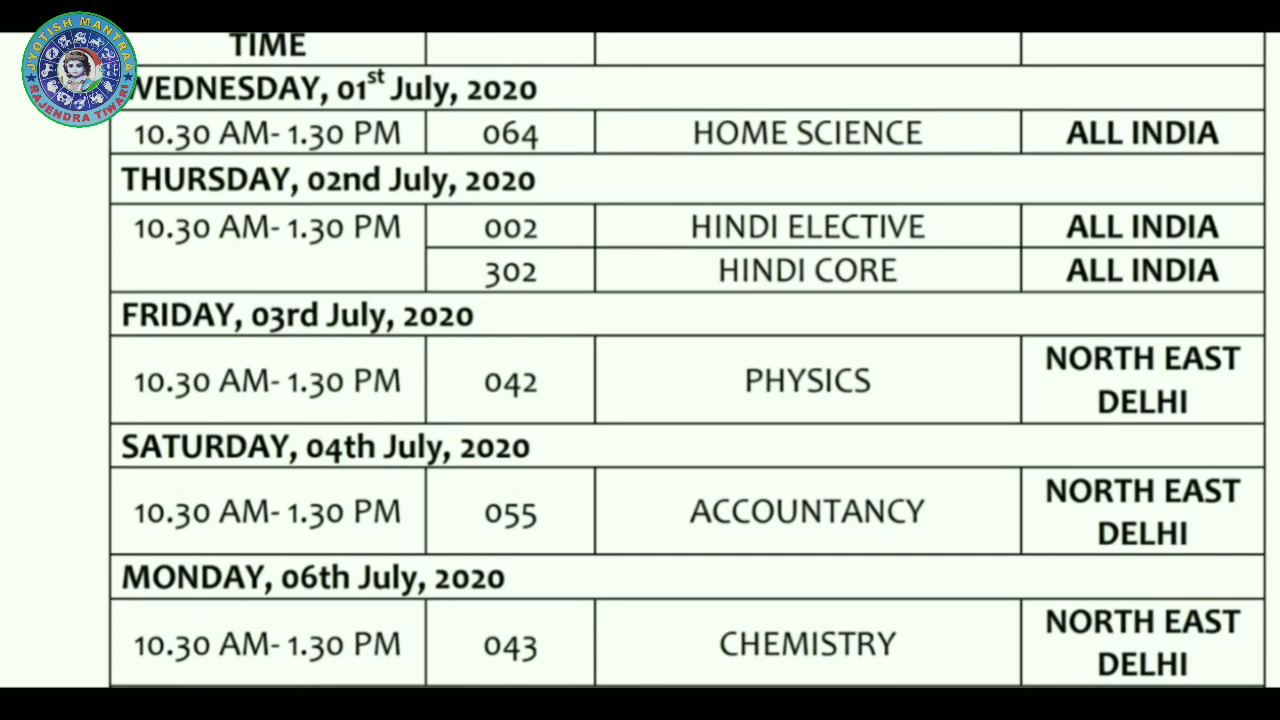 JYOTISH MANTRAA
RAJENDRA TIWARI
TIME
WEDNESDAY, 01st July, 2020
10.30 AM- 1.30 PM 064 HOME SCIENCE ALL INDIA
THURSDAY, 02nd July, 2020
10.30 AM- 1.30 PM 002 HINDI ELECTIVE ALL INDIA
302 HINDI CORE ALL INDIA
FRIDAY, 03rd July, 2020
10.30 AM- 1.30 PM 042 PHYSICS NORTH EAST
DELHI
SATURDAY, 04th July, 2020
10.30 AM- 1.30 PM 055 ACCOUNTANCY NORTH EAST
DELHI
MONDAY, 06th July, 2020
10.30 AM- 1.30 PM 043 CHEMISTRY NORTH EAST
DELHI